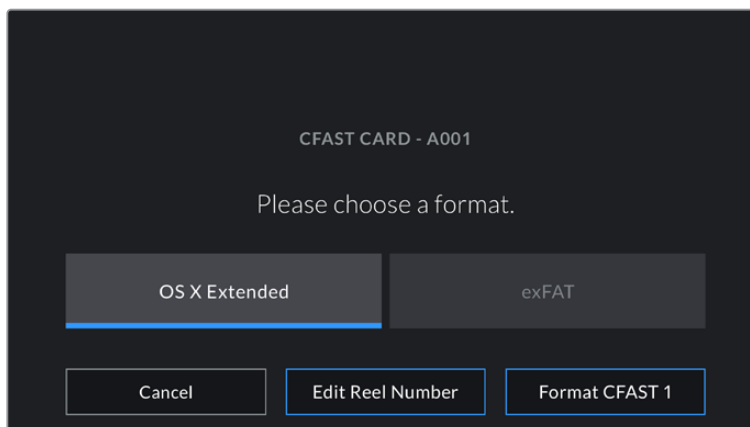 CFAST CARD - A001
Please choose a format.
OS X Extended exFAT
Cancel Edit Reel Number Format CFAST 1